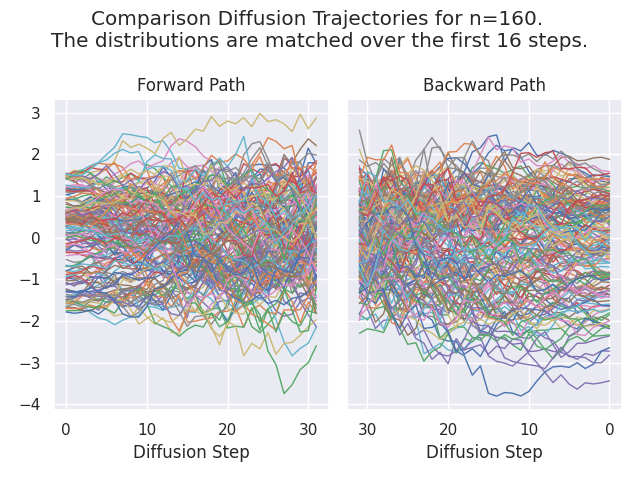 Comparison Diffusion Trajectories for n=160.
The distributions are matched over the first 16 steps.
Forward Path
Backward Path
3
2
1
0
−1
−2
−3
−4
0 10 20 30
30 20 10 0
Diffusion Step
Diffusion Step